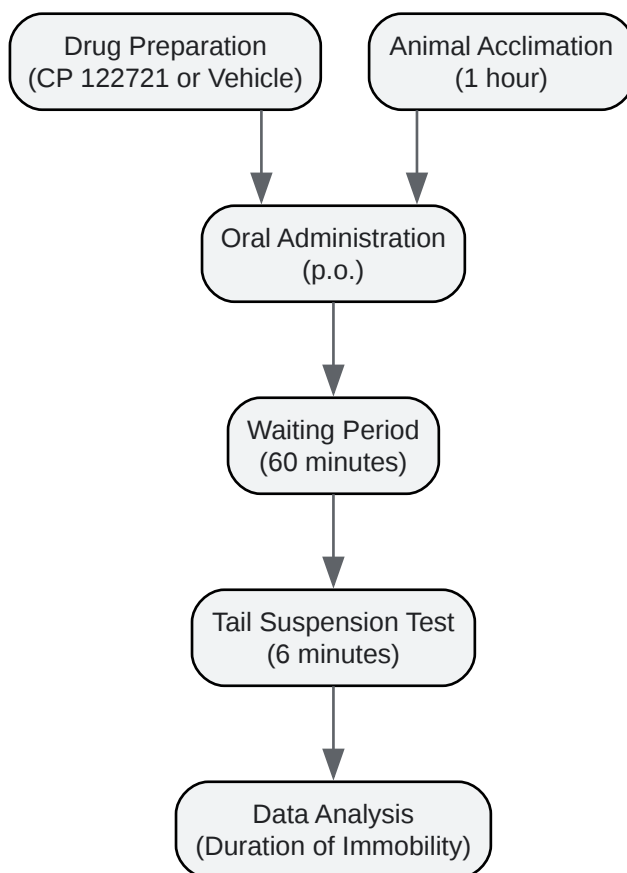 Drug Preparation
(CP 122721 or Vehicle)
Animal Acclimation
(1 hour)
Oral Administration
(p.o.)
Waiting Period
(60 minutes)
Tail Suspension Test
(6 minutes)
Data Analysis
(Duration of Immobility)